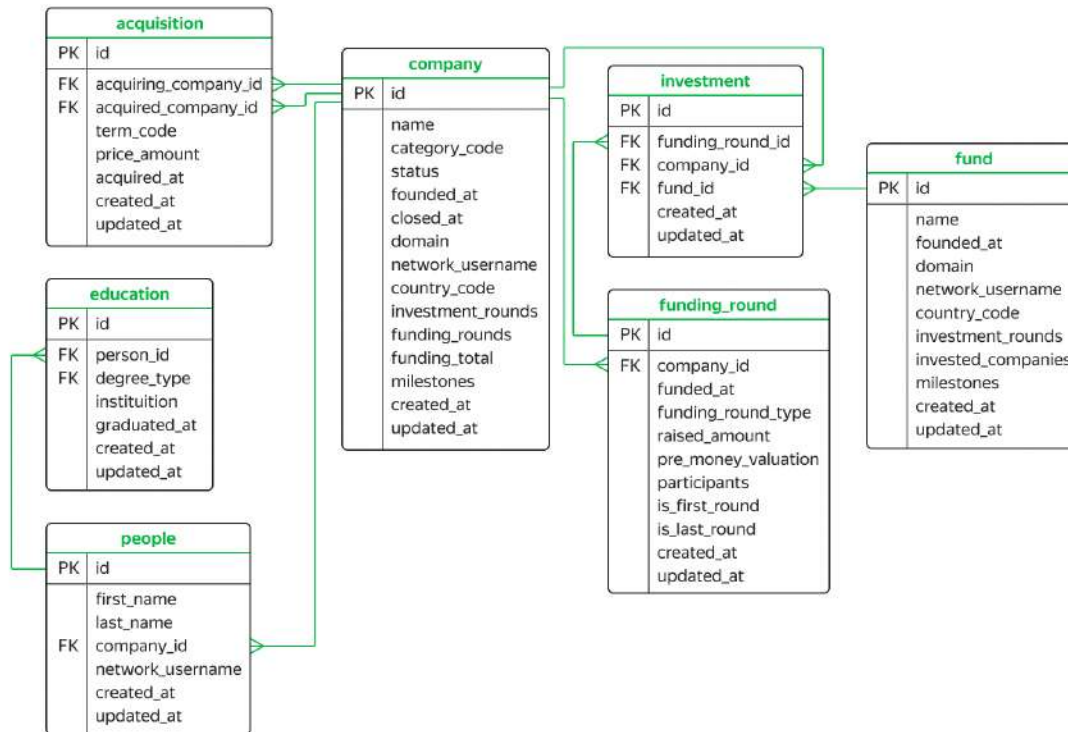 acquisition
PK id
FK acquiring_company_id
FK acquired_company_id
term_code
price_amount
acquired_at
created_at
updated_at
education
PK id
FK person_id
FK degree_type
instituition
graduated_at
created_at
updated_at
people
PK id
first_name
last_name
FK company_id
network_username
created_at
updated_at
company
PK id
name
category_code
status
founded_at
closed_at
domain
network_username
country_code
investment_rounds
funding_rounds
funding_total
milestones
created_at
updated_at
investment
PK id
FK funding_round_id
FK company_id
FK fund_id
created_at
updated_at
funding_round
PK id
FK company_id
funded_at
funding_round_type
raised_amount
pre_money_valuation
participants
is_first_round
is_last_round
created_at
updated_at
fund
PK id
name
founded_at
domain
network_username
country_code
investment_rounds
invested_companies
milestones
created_at
updated_at